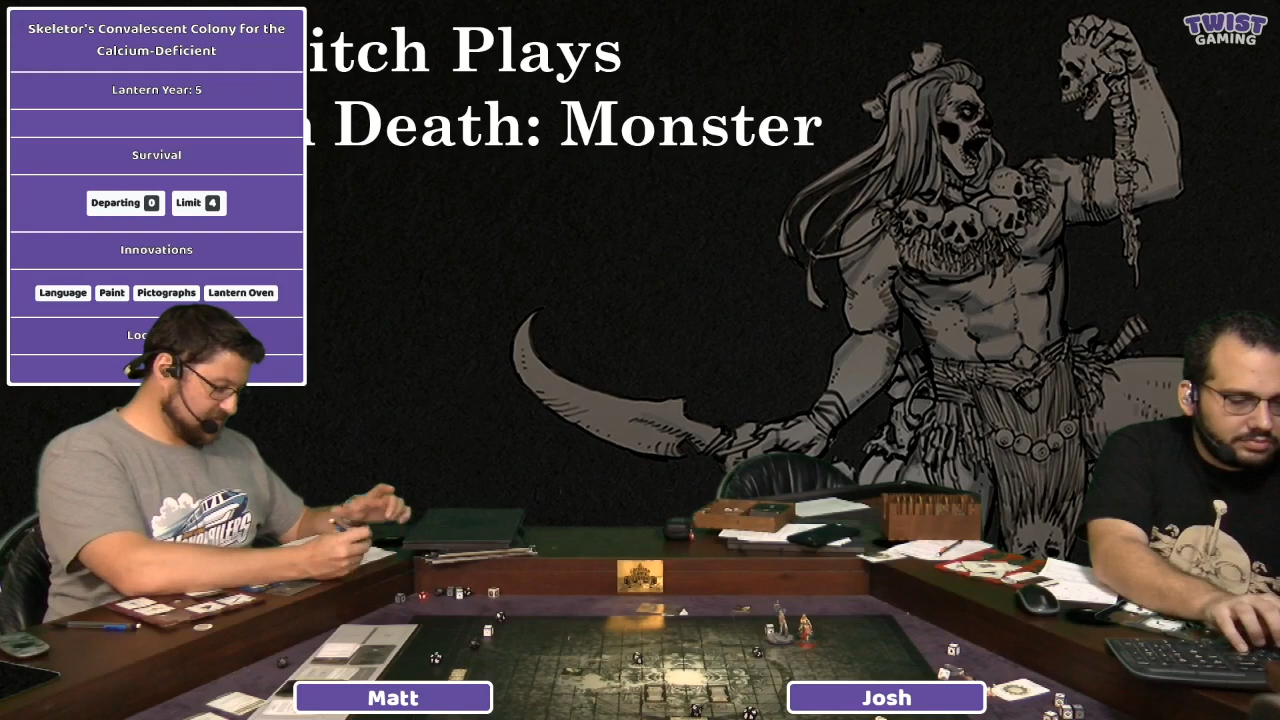 Skeletor's Convalescent Colony for the
Calcium-Deficient
Lantern Year: 5
Survival
Departing 0 Limit 4
Innovations
Language Paint Pictographs Lantern Oven
itch Plays
Death: Monster
TWIST
GAMING
Matt
Josh